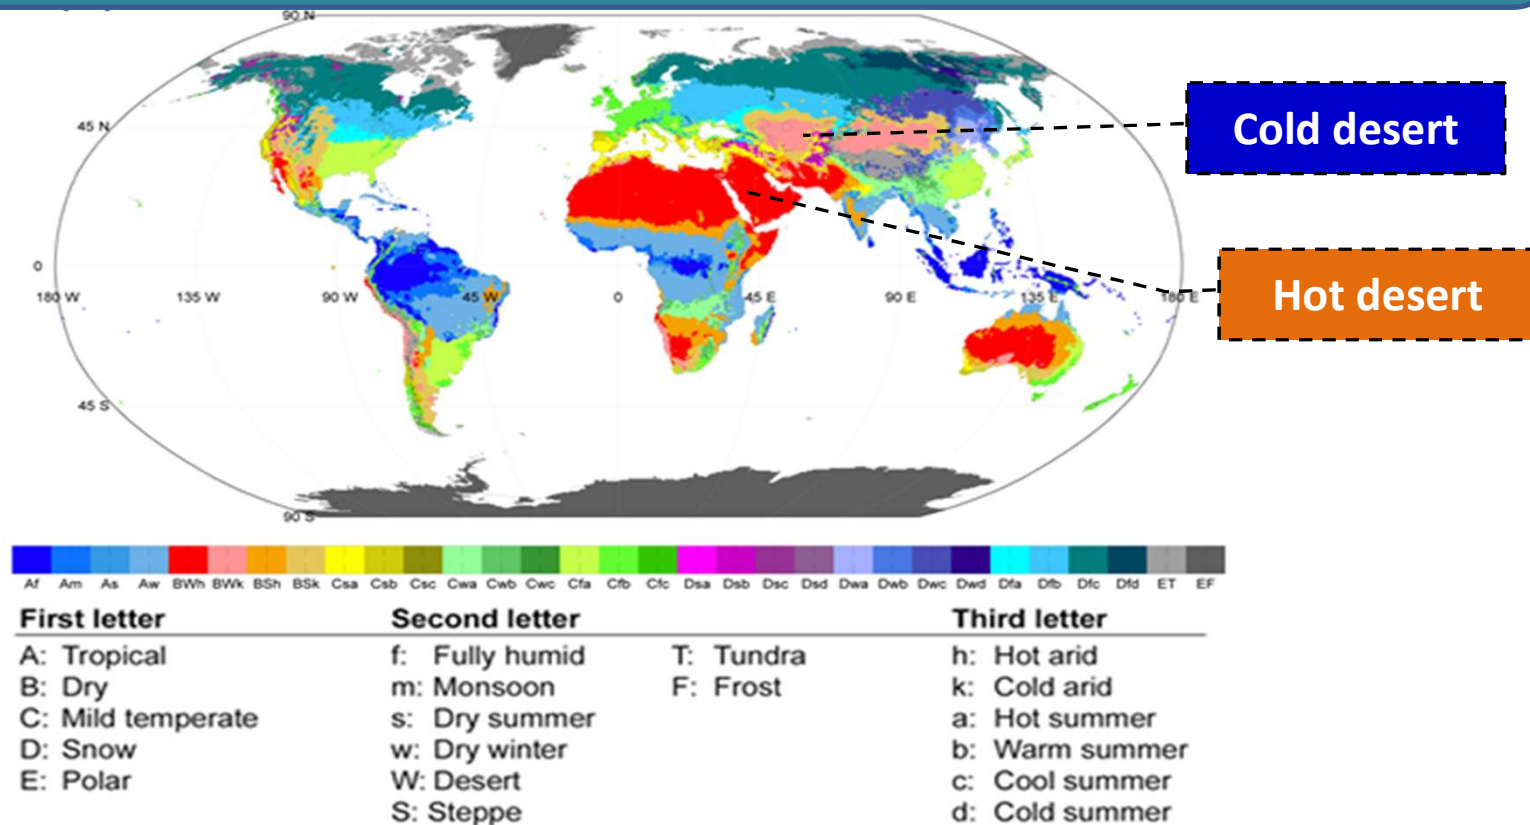 90 N
Cold desert
45 N
Hot desert
0
180 W 135 W 90 W 45 W 0 45 E 90 E 135 E 180 E
45 S
90 S
Af Am As Aw BWh BWk BSh BSk Csa Csb Csc Cwa Cwb Cwc Cfa Cfb Cfc Dsa Dsb Dsc Dsd Dwa Dwb Dwc Dwd Dfa Dfb Dfc Dfd ET EF
First letter Second letter Third letter
A: Tropical f: Fully humid T: Tundra h: Hot arid
B: Dry m: Monsoon F: Frost k: Cold arid
C: Mild temperate s: Dry summer a: Hot summer
D: Snow w: Dry winter b: Warm summer
E: Polar W: Desert c: Cool summer
S: Steppe d: Cold summer